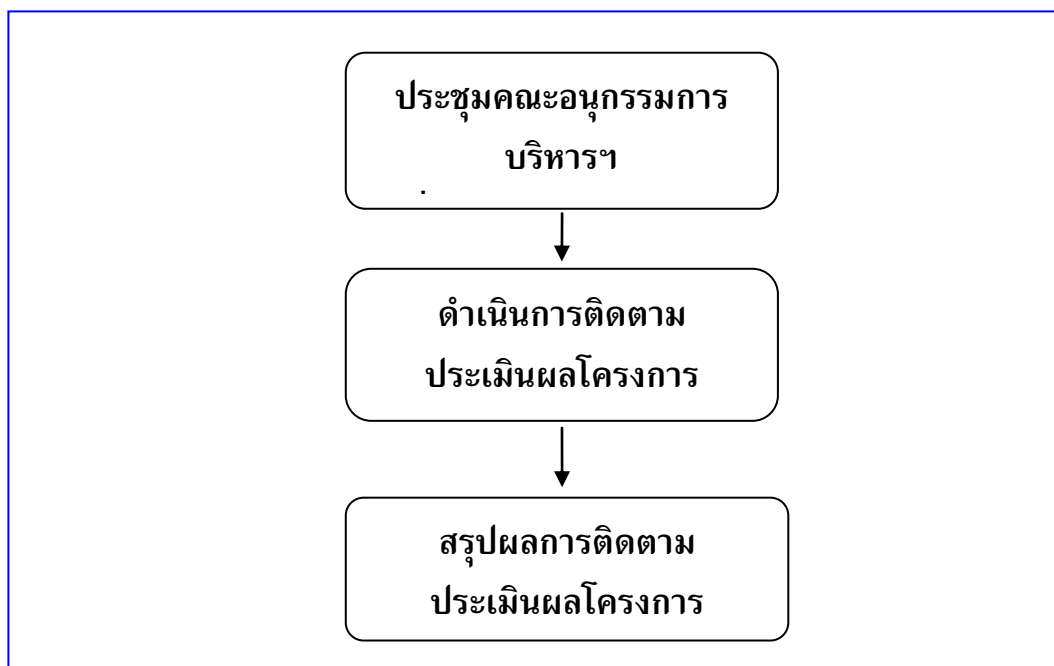 ประชุมคณะอนุกรรมการ
บริหารฯ
.
ดำเนินการติดตาม
ประเมินผลโครงการ
สรุปผลการติดตาม
ประเมินผลโครงการ